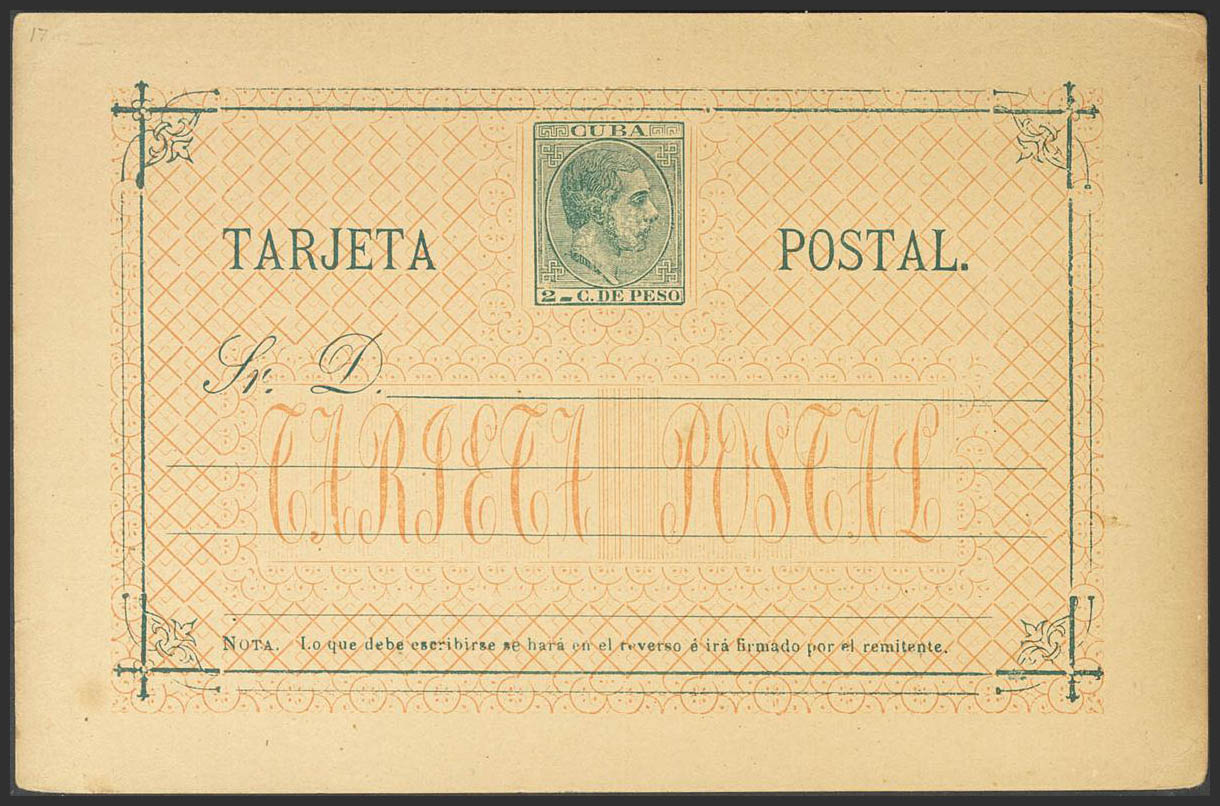 17
CUBA
TARJETA POSTAL.
2 - C. DE PESO
Sr. D.
TARJETA POSTAL
NOTA. Lo que debe escribirse se hará en el reverso é irá firmado por el remitente.